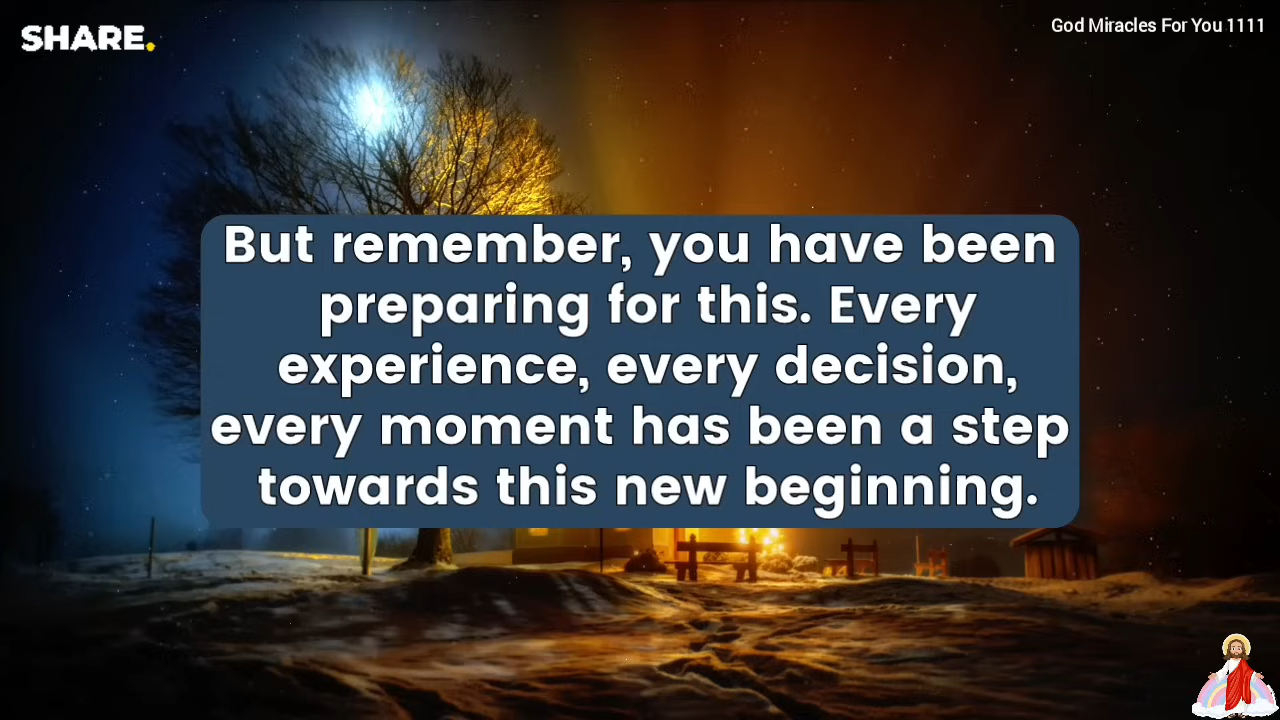 SHARE.
God Miracles For You 1111
But remember, you have been
preparing for this. Every
experience, every decision,
every moment has been a step
towards this new beginning.